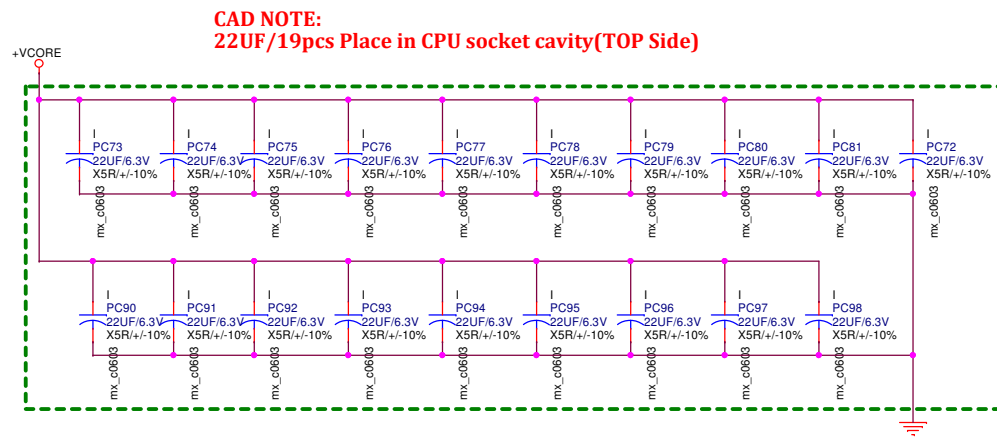 CAD NOTE:
22UF/19pcs Place in CPU socket cavity(TOP Side)
+VCORE
PC73
22UF/6.3V
X5R/+/-10%
mx_c0603
I
PC74
22UF/6.3V
X5R/+/-10%
mx_c0603
I
PC75
22UF/6.3V
X5R/+/-10%
mx_c0603
I
PC76
22UF/6.3V
X5R/+/-10%
mx_c0603
I
PC77
22UF/6.3V
X5R/+/-10%
mx_c0603
I
PC78
22UF/6.3V
X5R/+/-10%
mx_c0603
I
PC79
22UF/6.3V
X5R/+/-10%
mx_c0603
I
PC80
22UF/6.3V
X5R/+/-10%
mx_c0603
I
PC81
22UF/6.3V
X5R/+/-10%
mx_c0603
I
PC72
22UF/6.3V
X5R/+/-10%
mx_c0603
I
PC90
22UF/6.3V
X5R/+/-10%
mx_c0603
I
PC91
22UF/6.3V
X5R/+/-10%
mx_c0603
I
PC92
22UF/6.3V
X5R/+/-10%
mx_c0603
I
PC93
22UF/6.3V
X5R/+/-10%
mx_c0603
I
PC94
22UF/6.3V
X5R/+/-10%
mx_c0603
I
PC95
22UF/6.3V
X5R/+/-10%
mx_c0603
I
PC96
22UF/6.3V
X5R/+/-10%
mx_c0603
I
PC97
22UF/6.3V
X5R/+/-10%
mx_c0603
I
PC98
22UF/6.3V
X5R/+/-10%
mx_c0603
I